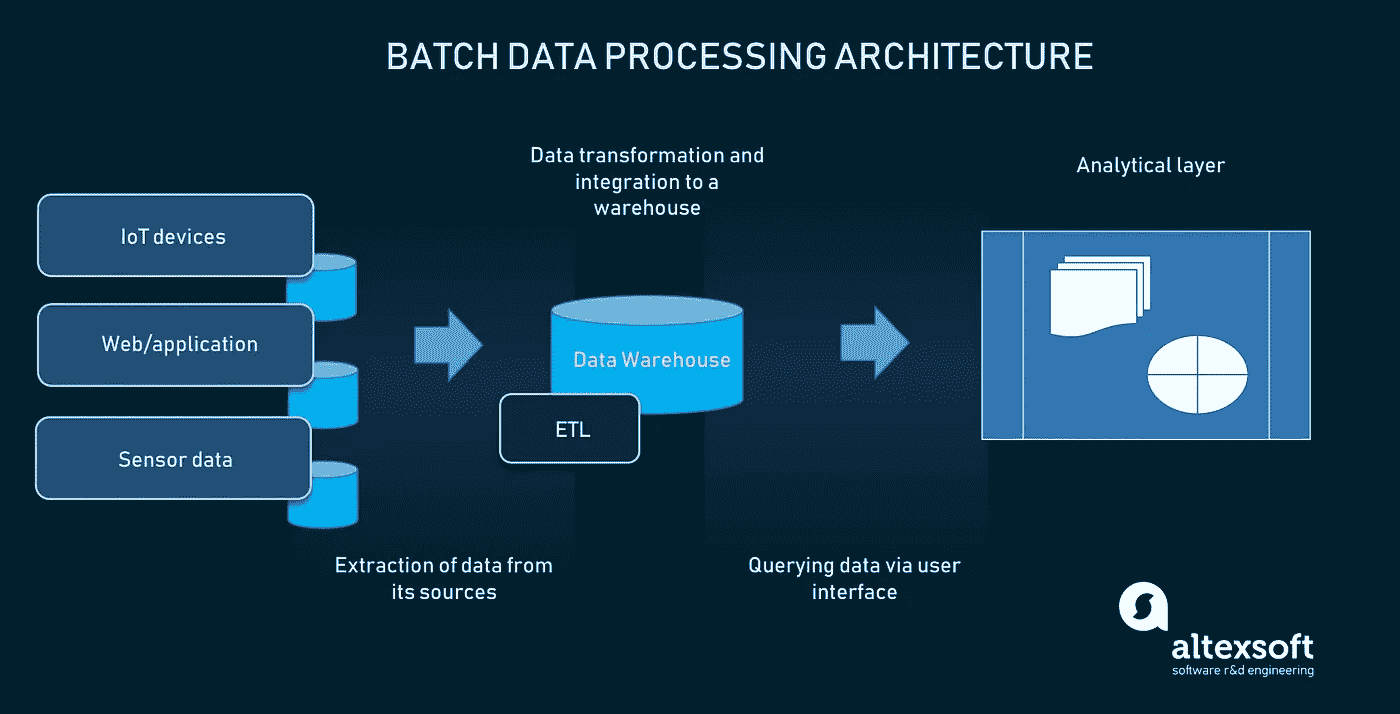 BATCH DATA PROCESSING ARCHITECTURE
Data transformation and
integration to a
warehouse
Analytical layer
IoT devices
Web/application
Data Warehouse
ETL
Sensor data
Extraction of data from
its sources
Querying data via user
interface
altexsoft
software r&d engineering